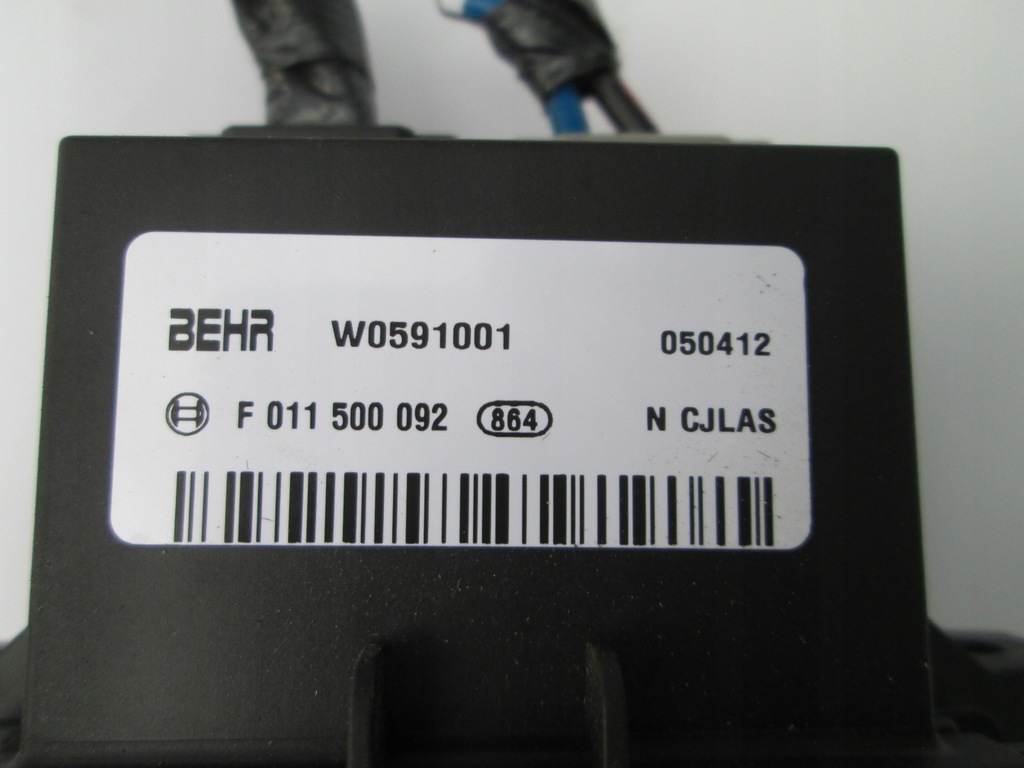 BEHR W0591001 050412
F 011 500 092 864 N CJLAS